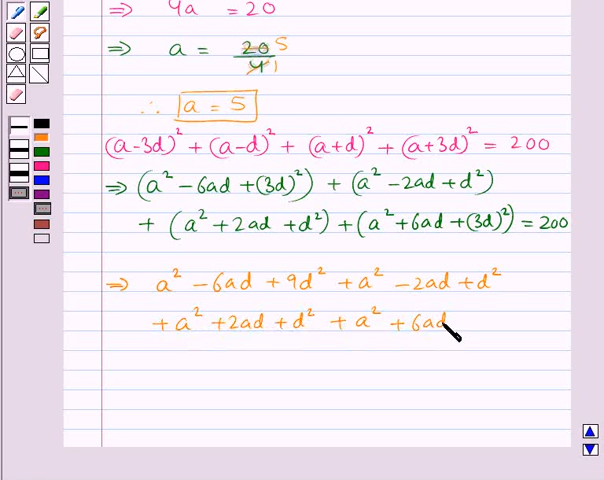 ⇒ 4a = 20
⇒ a = 20/4 5 1
∴ a = 5
(a-3d)² + (a-d)² + (a+d)² + (a+3d)² = 200
⇒ (a² - 6ad + (3d)²) + (a² - 2ad + d²)
+ (a² + 2ad + d²) + (a² + 6ad + (3d)²) = 200
⇒ a² - 6ad + 9d² + a² - 2ad + d²
+ a² + 2ad + d² + a² + 6ad